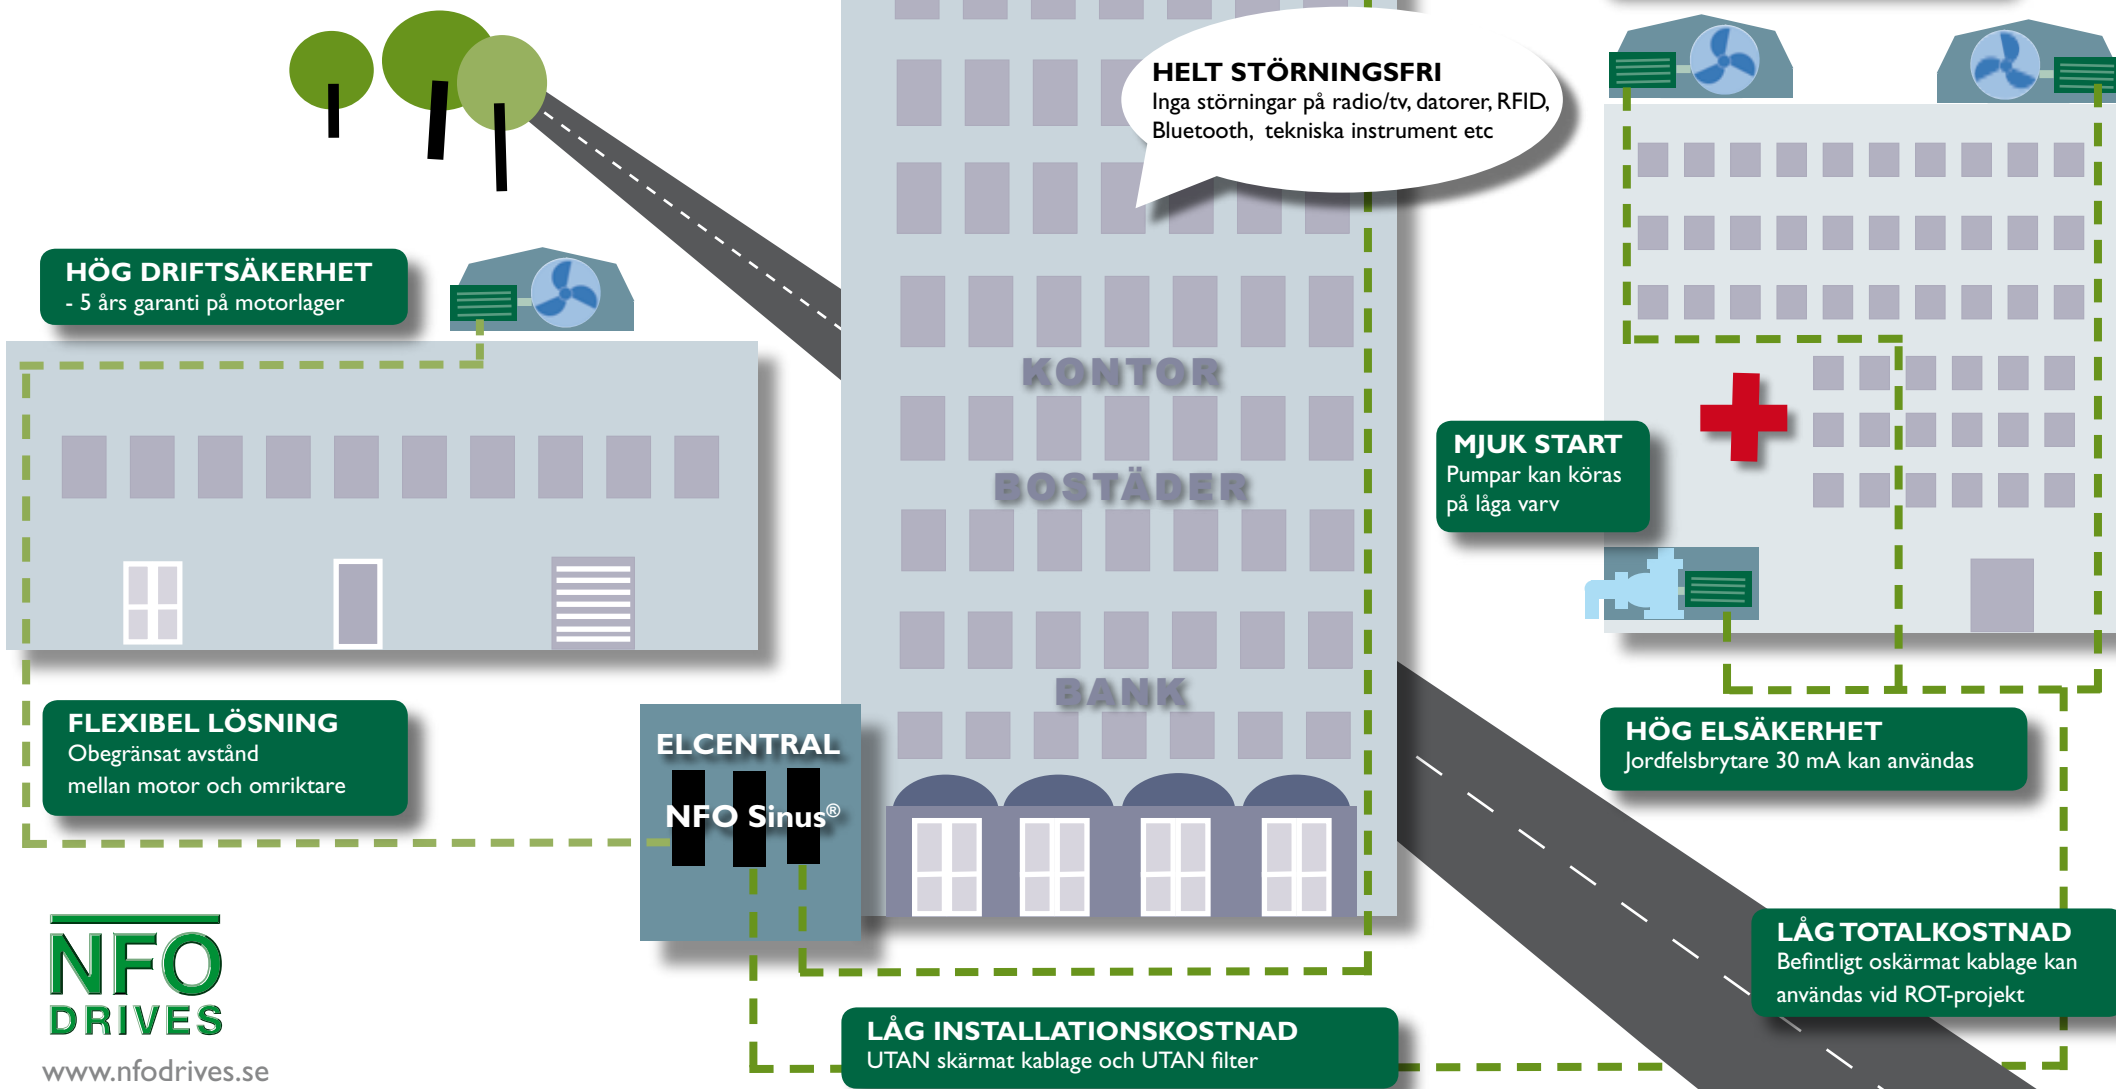 HELT STÖRNINGSFRI
Inga störningar på radio/tv, datorer, RFID,
Bluetooth, tekniska instrument etc
HÖG DRIFTSÄKERHET
- 5 års garanti på motorlager
KONTOR
BOSTÄDER
BANK
MJUK START
Pumpar kan köras
på låga varv
FLEXIBEL LÖSNING
Obegränsat avstånd
mellan motor och omriktare
ELCENTRAL
NFO Sinus®
HÖG ELSÄKERHET
Jordfelsbrytare 30 mA kan användas
LÅG TOTALKOSTNAD
Befintligt oskärmat kablage kan
användas vid ROT-projekt
LÅG INSTALLATIONSKOSTNAD
UTAN skärmat kablage och UTAN filter
NFO
DRIVES
www.nfodrives.se